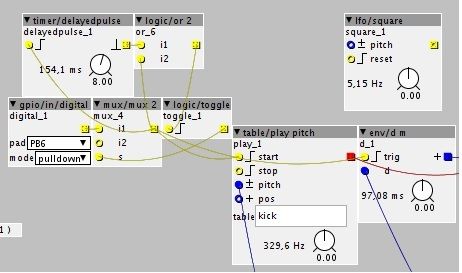 timer/delayedpulse
delayedpulse_1
154,1 ms
8.00
logic/or 2
or_6
i1
i2
lfo/square
square_1
pitch
reset
5,15 Hz
0.00
gpio/in/digital
digital_1
pad PB6
mode pulldown
mux/mux 2
mux_4
i1
i2
s
logic/toggle
toggle_1
table/play pitch
play_1
start
stop
pitch
pos
table kick
329,6 Hz
0.00
env/d m
d_1
trig
d
97,08 ms
0.00
1 )